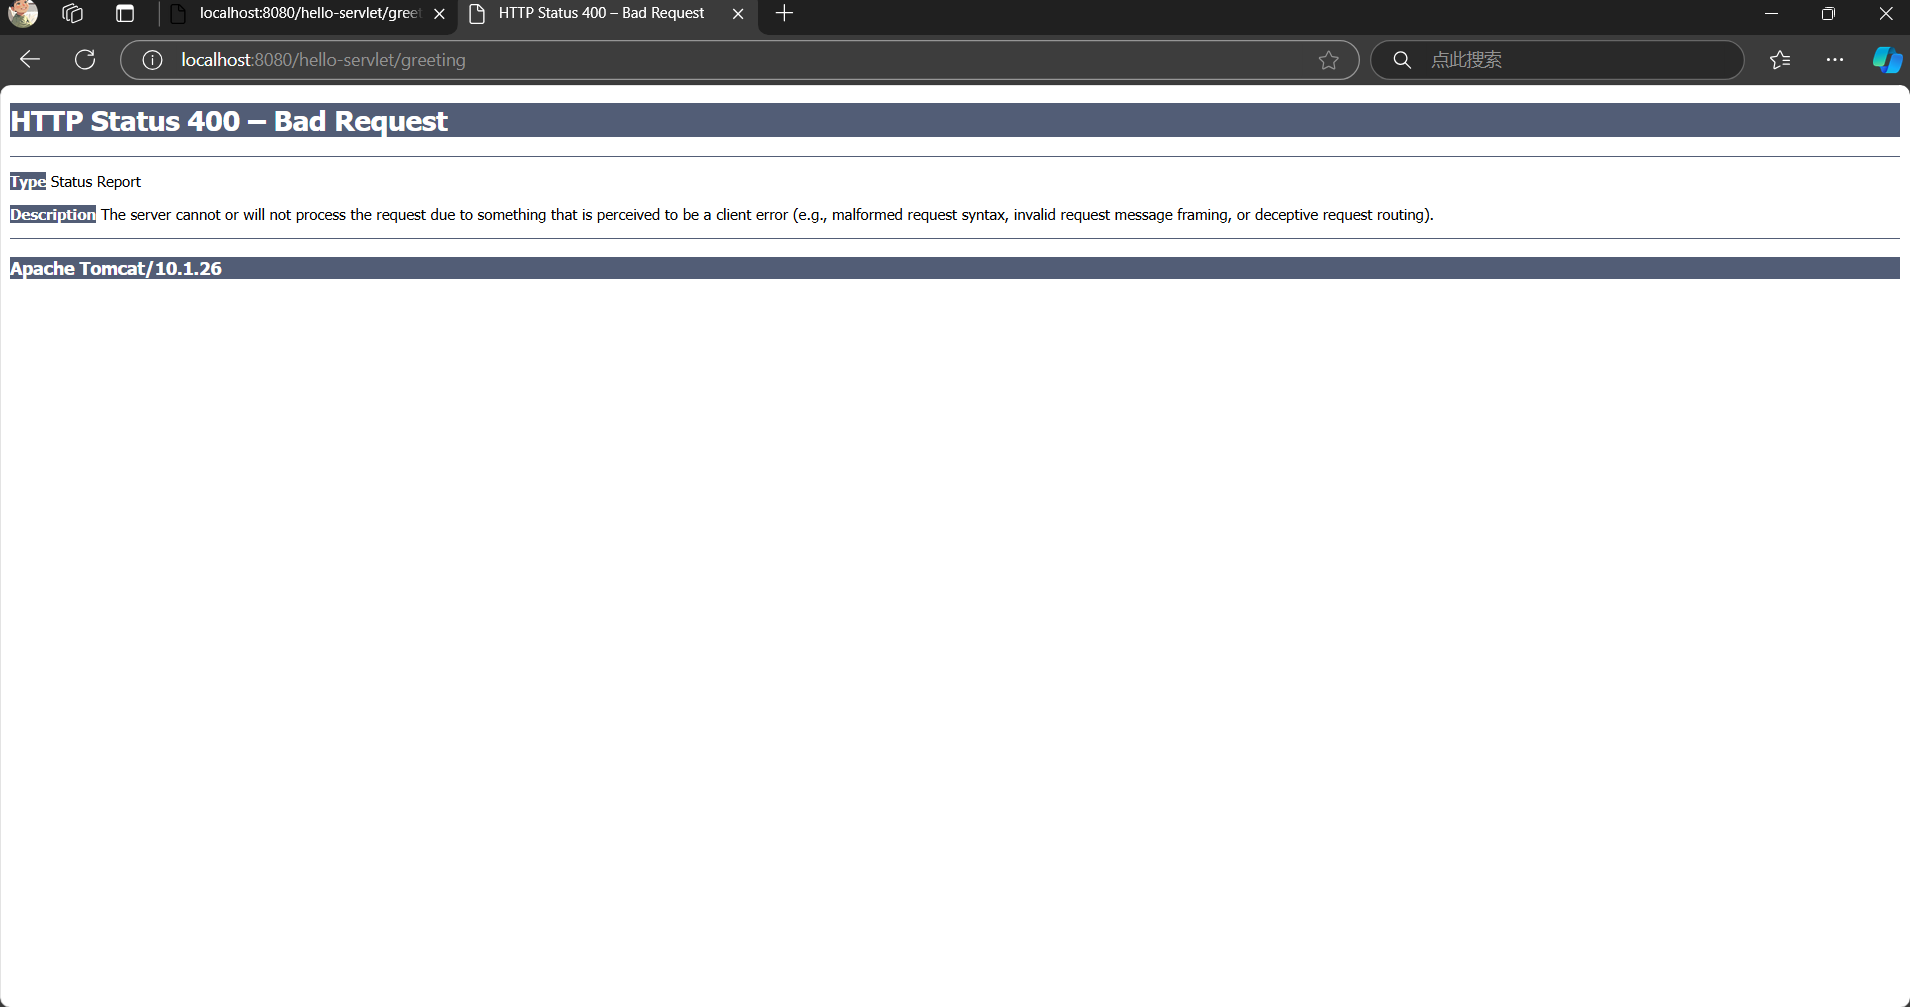 localhost:8080/hello-servlet/greet
HTTP Status 400 – Bad Request
localhost:8080/hello-servlet/greeting
点此搜索
HTTP Status 400 – Bad Request
Type Status Report
Description The server cannot or will not process the request due to something that is perceived to be a client error (e.g., malformed request syntax, invalid request message framing, or deceptive request routing).
Apache Tomcat/10.1.26